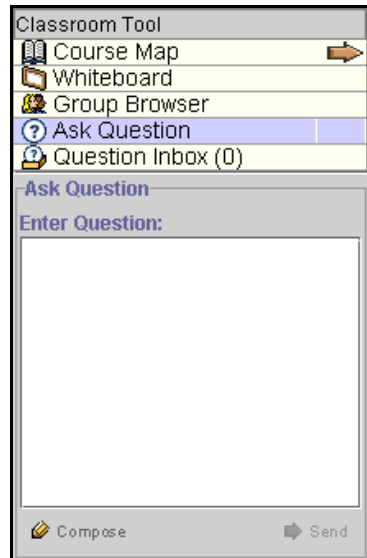 Classroom Tool
Course Map
Whiteboard
Group Browser
Ask Question
Question Inbox (0)
Ask Question
Enter Question:
Compose Send